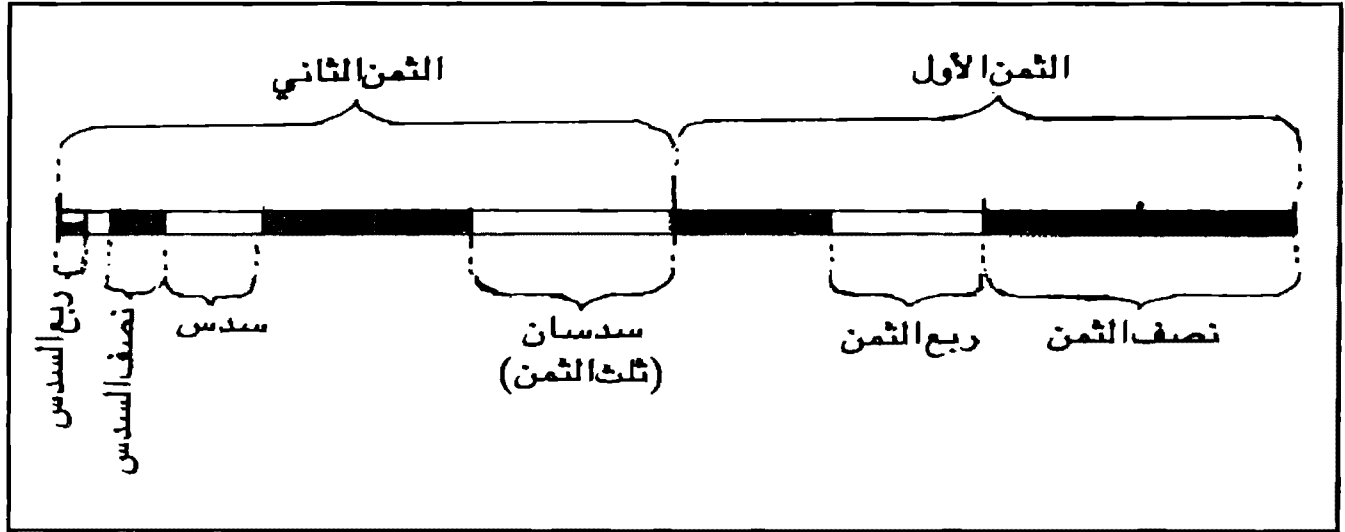 الثمن الأول
الثمن الثاني
نصف الثمن
ربع الثمن
سدسان
(ثلث الثمن)
سدس
نصف السدس
ربع السدس